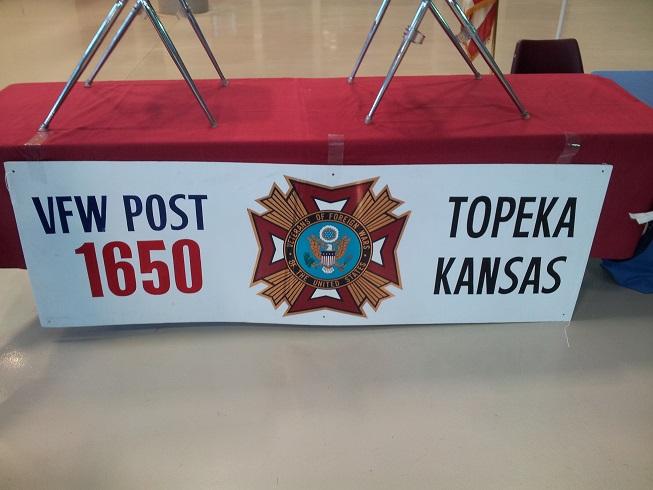 VFW POST
1650
VETERANS OF FOREIGN WARS
OF THE UNITED STATES
TOPEKA
KANSAS